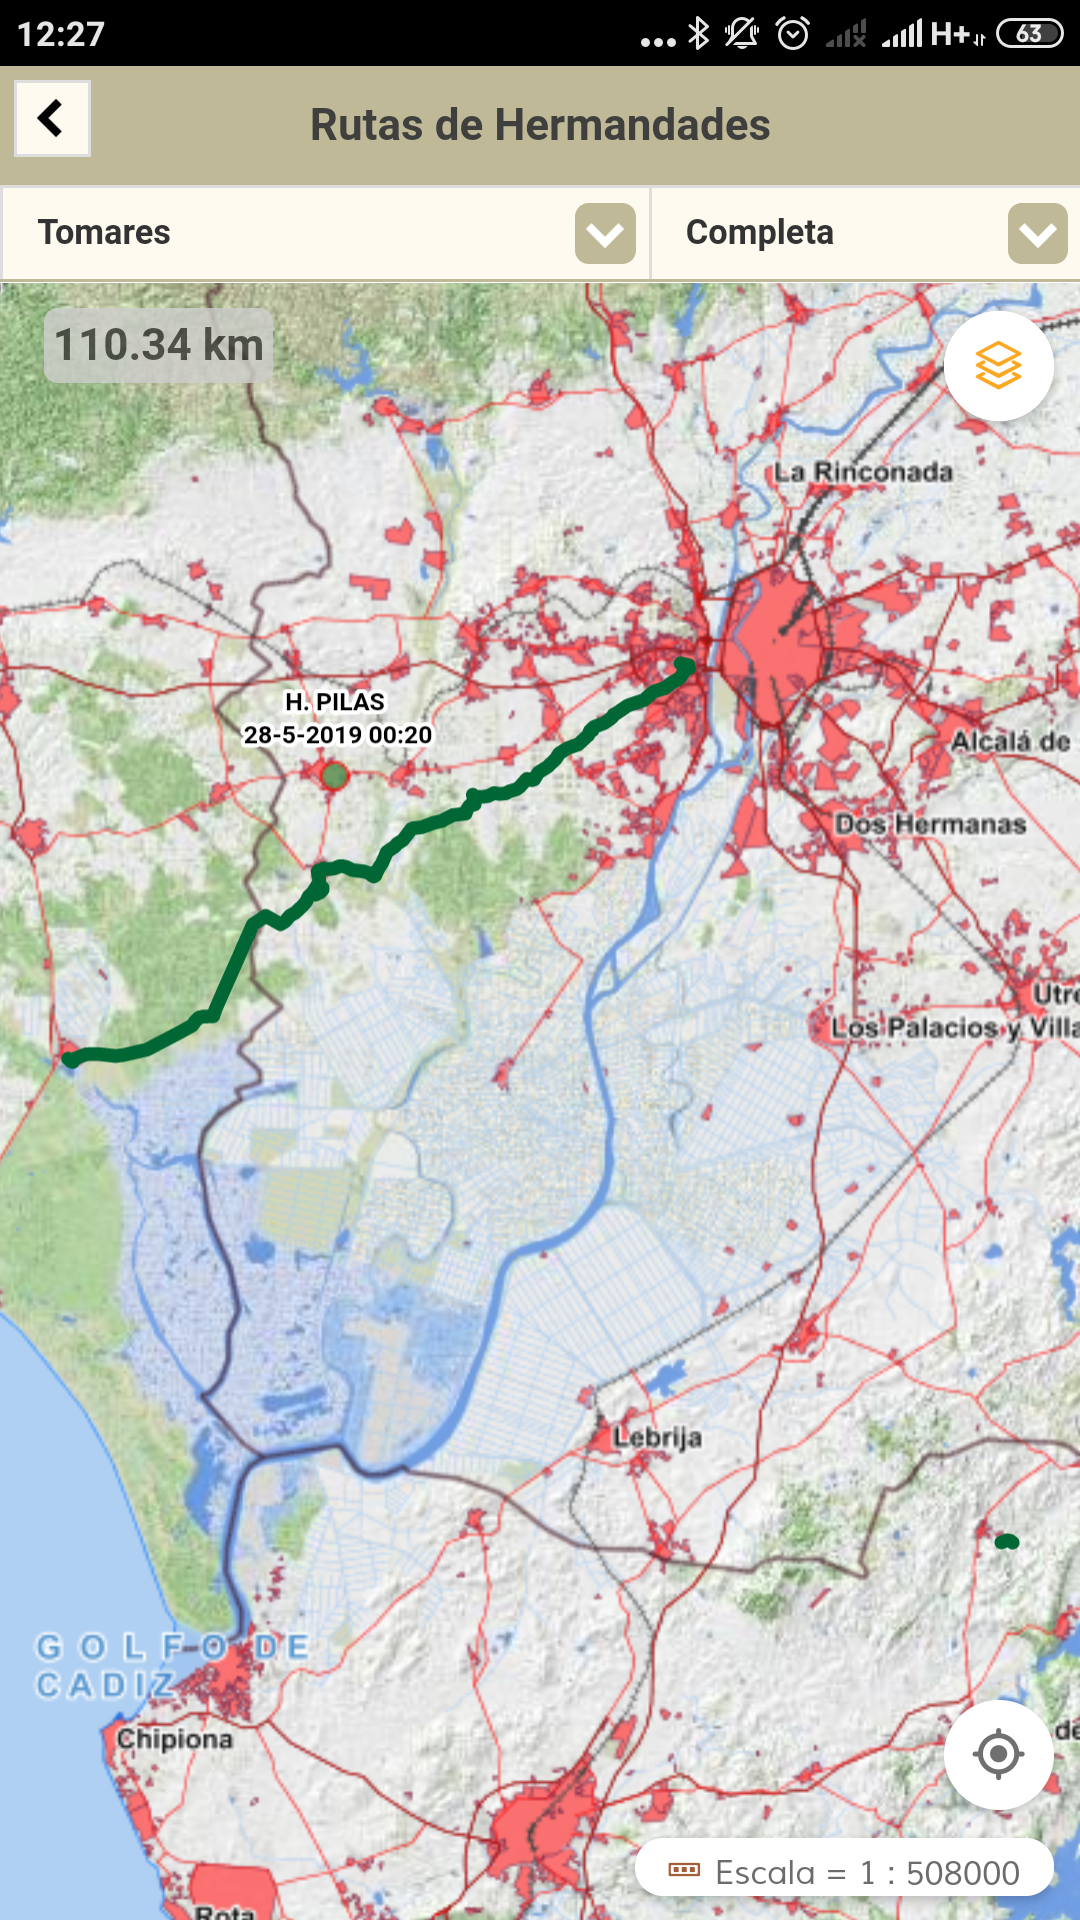 12:27
H+
63
Rutas de Hermandades
Tomares
Completa
110.34 km
La Rinconada
H. PILAS
28-5-2019 00:20
Alcalá de
Dos Hermanas
Utre
Los Palacios y Villa
Lebrija
GOLFO DE
CADIZ
Chipiona
de
Escala = 1 : 508000
Rota